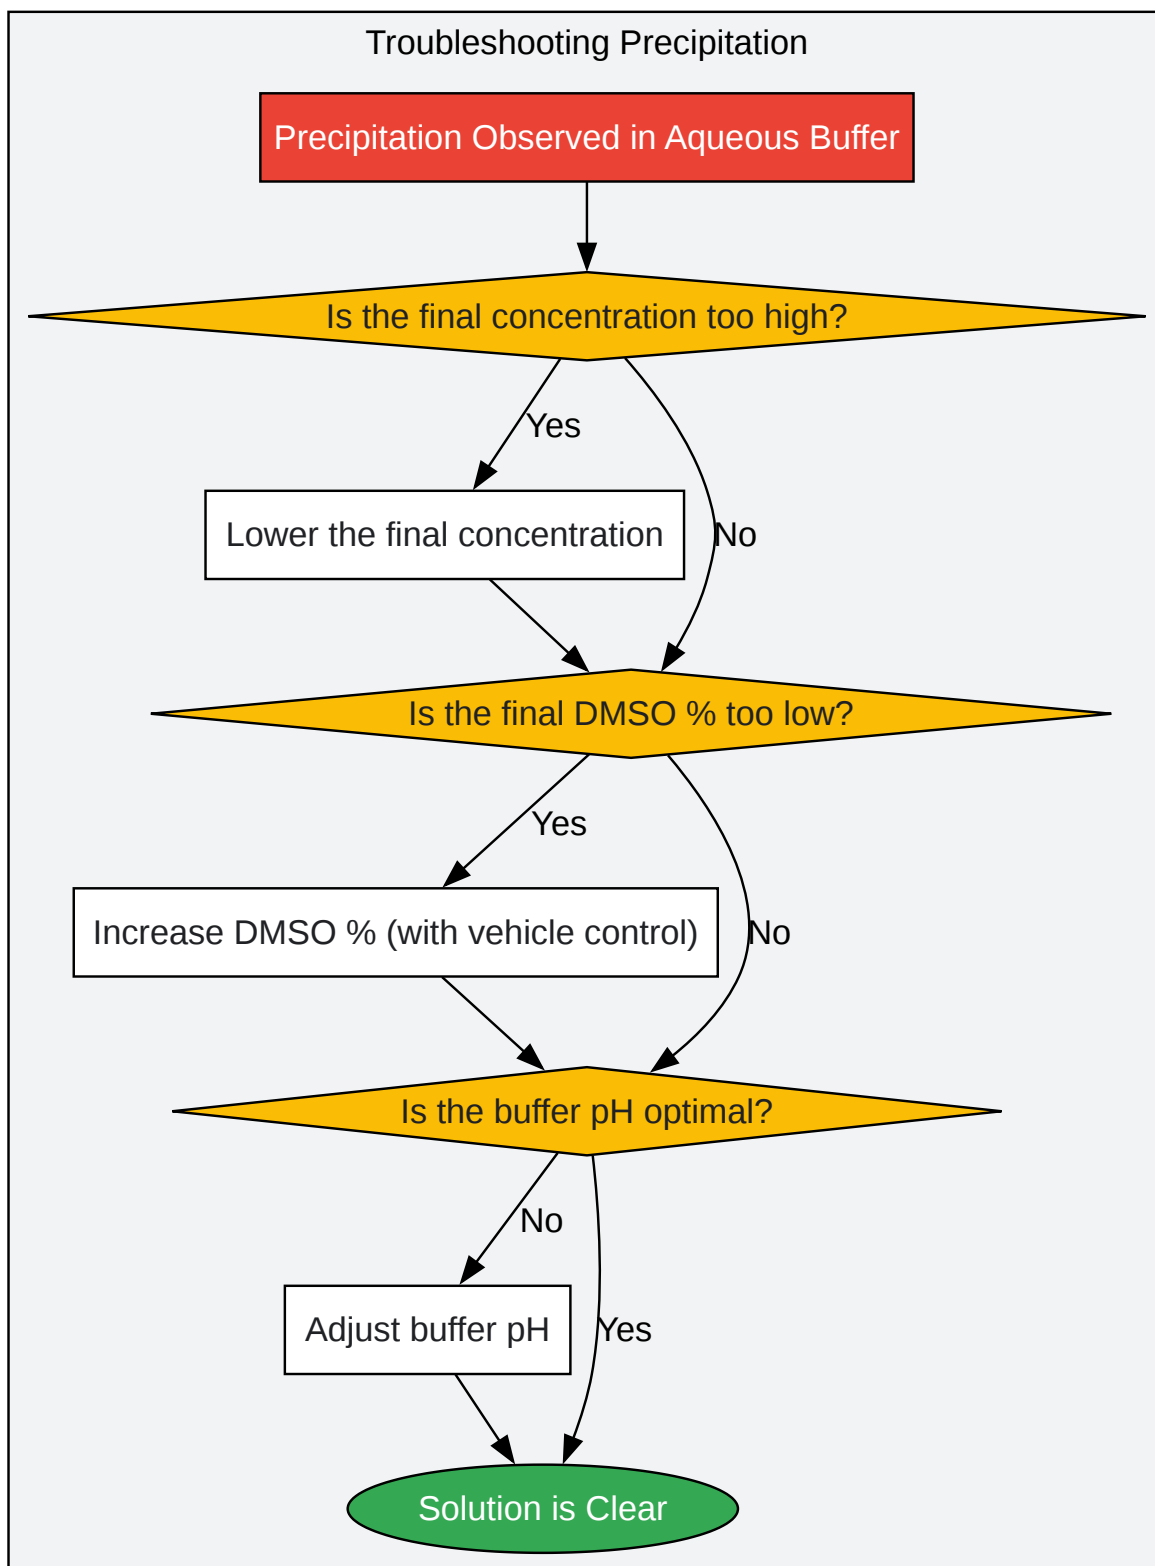 Troubleshooting Precipitation
Precipitation Observed in Aqueous Buffer
Is the final concentration too high?
Yes
Lower the final concentration
No
Is the final DMSO % too low?
Yes
Increase DMSO % (with vehicle control)
No
Is the buffer pH optimal?
No
Adjust buffer pH
Yes
Solution is Clear